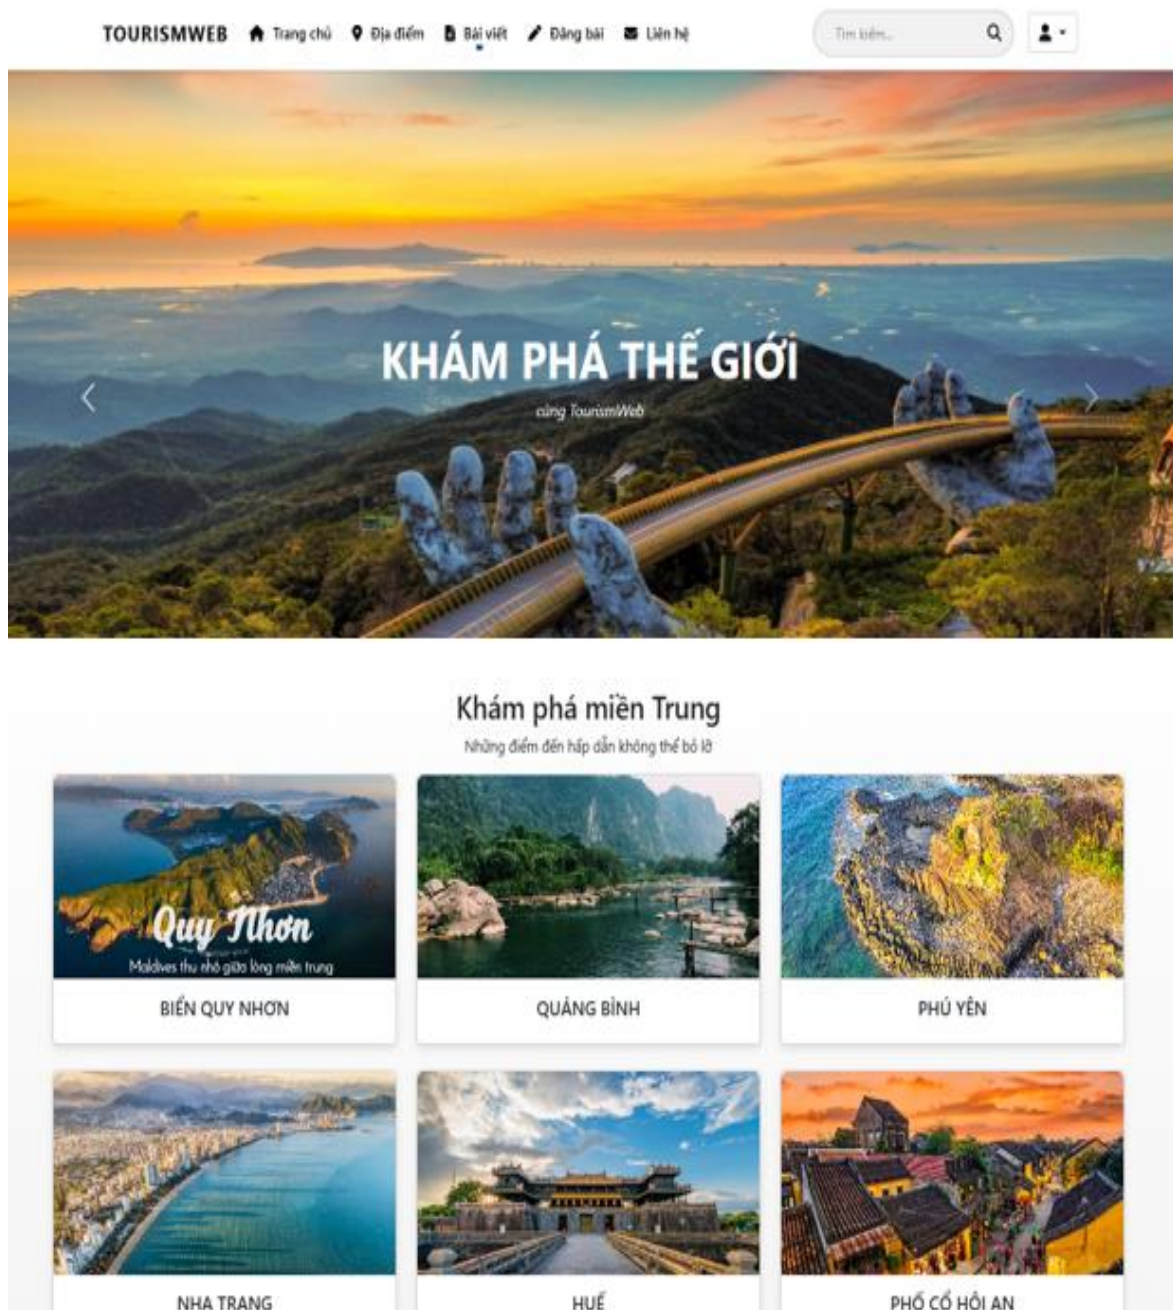 TOURISMWEB Trang chủ Địa điểm Bài viết Đăng bài Liên hệ Tìm kiếm...
KHÁM PHÁ THẾ GIỚI
cùng TourismWeb
Khám phá miền Trung
Những điểm đến hấp dẫn không thể bỏ lỡ
Quy Nhơn
Maldives thu nhỏ giữa lòng miền trung
BIỂN QUY NHƠN
QUẢNG BÌNH
PHÚ YÊN
NHA TRANG
HUẾ
PHỐ CỔ HỘI AN